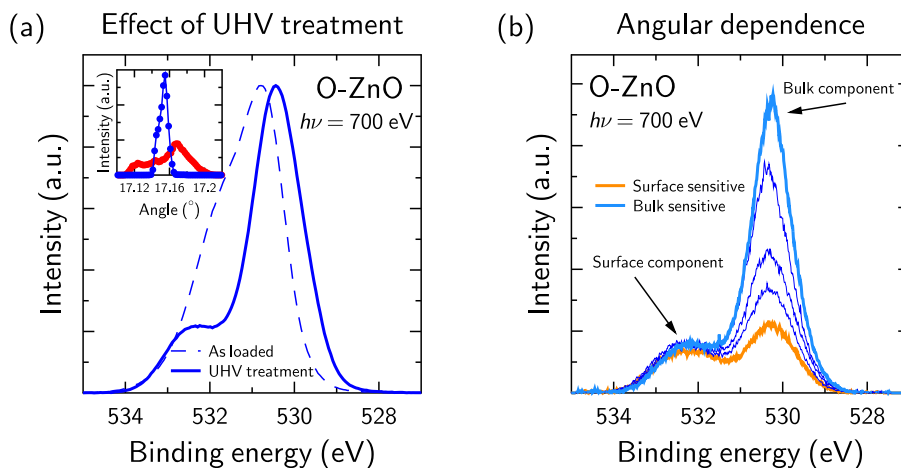 (a)
Effect of UHV treatment
Intensity (a.u.)
17.12 17.16 17.2
Angle (°)
O-ZnO
hν = 700 eV
Intensity (a.u.)
As loaded
UHV treatment
534 532 530 528
Binding energy (eV)
(b)
Angular dependence
O-ZnO
hν = 700 eV
Bulk component
Surface sensitive
Bulk sensitive
Surface component
Intensity (a.u.)
534 532 530 528
Binding energy (eV)